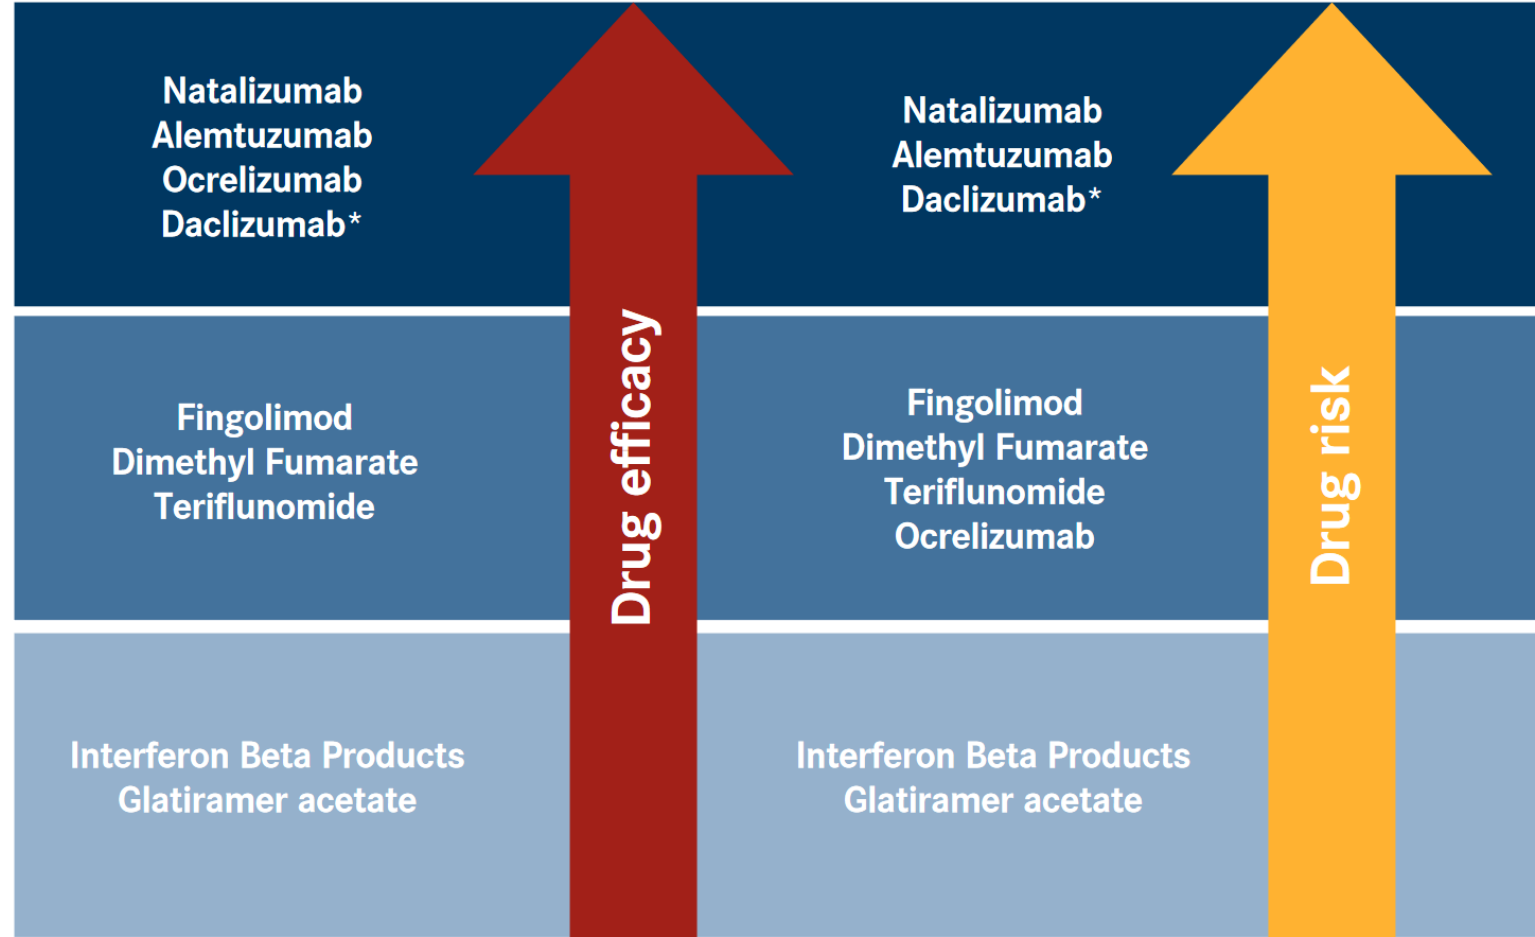 Natalizumab
Alemtuzumab
Ocrelizumab
Daclizumab*
Fingolimod
Dimethyl Fumarate
Teriflunomide
Interferon Beta Products
Glatiramer acetate
Drug efficacy
Natalizumab
Alemtuzumab
Daclizumab*
Fingolimod
Dimethyl Fumarate
Teriflunomide
Ocrelizumab
Interferon Beta Products
Glatiramer acetate
Drug risk